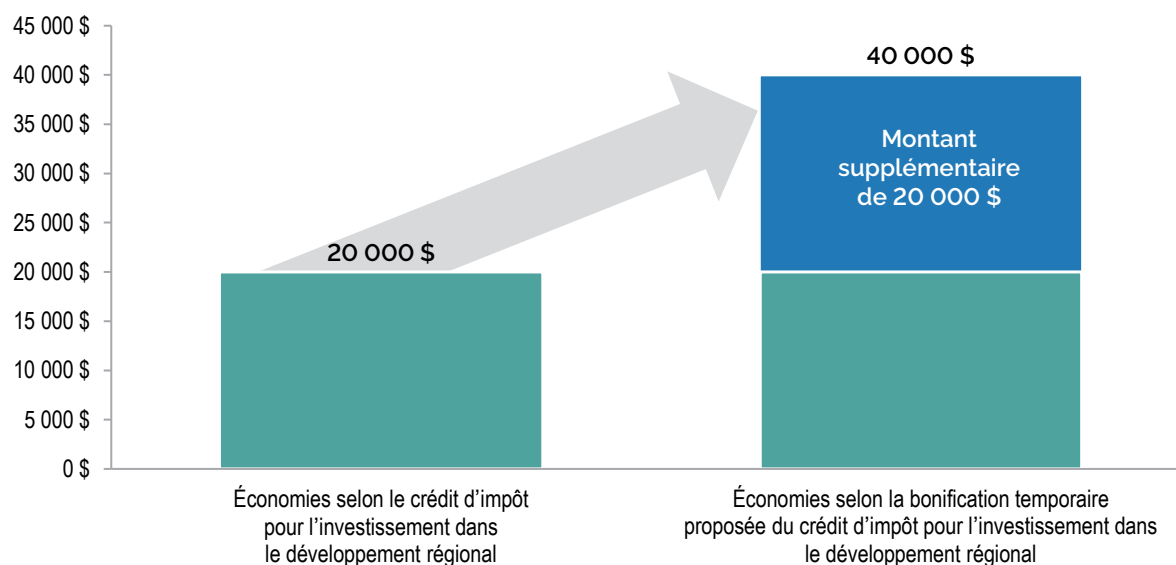 45 000 $
40 000 $
35 000 $
30 000 $
25 000 $
20 000 $
15 000 $
10 000 $
5 000 $
0 $
20 000 $
40 000 $
Montant
supplémentaire
de 20 000 $
Économies selon le crédit d’impôt
pour l’investissement dans
le développement régional
Économies selon la bonification temporaire
proposée du crédit d’impôt pour l’investissement dans
le développement régional